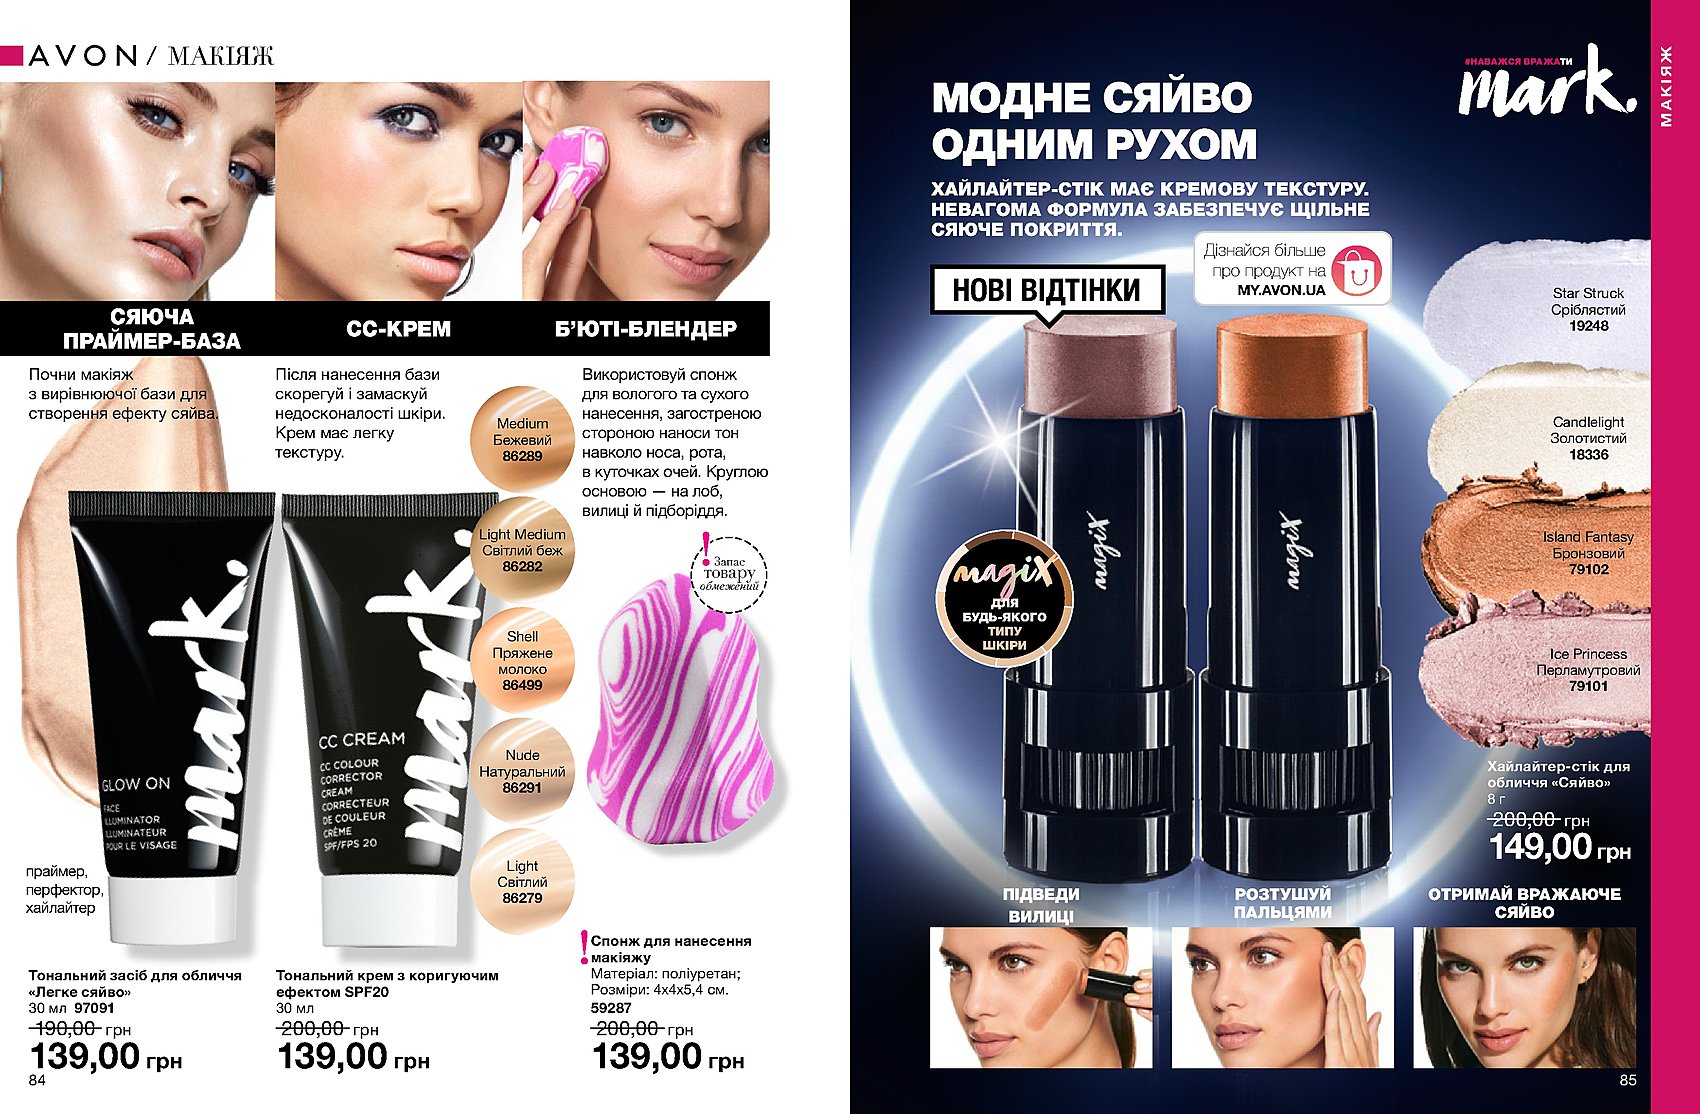 AVON / МАКІЯЖ
СЯЮЧА
ПРАЙМЕР-БАЗА
Почни макіяж
з вирівнюючої бази для
створення ефекту сяйва.
mark.
GLOW ON
FACE
ILLUMINATOR
ILLUMINATEUR
POUR LE VISAGE
праймер,
перфектор,
хайлайтер
Тональний засіб для обличчя
«Легке сяйво»
30 мл 97091
190,00 грн
139,00 грн
84
СС-КРЕМ
Після нанесення бази
скорегуй і замаскуй
недосконалості шкіри.
Крем має легку
текстуру.
mark.
CC CREAM
CC COLOUR
CORRECTOR
CREAM
CORRECTEUR
DE COULEUR
CRÈME
SPF/FPS 20
Medium
Бежевий
86289
Light Medium
Світлий беж
86282
Shell
Пряжене
молоко
86499
Nude
Натуральний
86291
Light
Світлий
86279
Тональний крем з коригуючим
ефектом SPF20
30 мл
200,00 грн
139,00 грн
Б’ЮТІ-БЛЕНДЕР
Використовуй спонж
для вологого та сухого
нанесення, загостреною
стороною наноси тон
навколо носа, рота,
в куточках очей. Круглою
основою — на лоб,
вилиці й підборіддя.
! Запас
товару
обмежений
! Спонж для нанесення
макіяжу
Матеріал: поліуретан;
Розміри: 4х4х5,4 см.
59287
200,00 грн
139,00 грн
МОДНЕ СЯЙВО
ОДНИМ РУХОМ
ХАЙЛАЙТЕР-СТІК МАЄ КРЕМОВУ ТЕКСТУРУ.
НЕВАГОМА ФОРМУЛА ЗАБЕЗПЕЧУЄ ЩІЛЬНЕ
СЯЮЧЕ ПОКРИТТЯ.
#НАВАЖСЯ ВРАЖАТИ
mark.
МАКІЯЖ
Дізнайся більше
про продукт на
MY.AVON.UA
НОВІ ВІДТІНКИ
magix
magix
magix
ДЛЯ
БУДЬ-ЯКОГО
ТИПУ
ШКІРИ
Star Struck
Сріблястий
19248
Candlelight
Золотистий
18336
Island Fantasy
Бронзовий
79102
Ice Princess
Перламутровий
79101
Хайлайтер-стік для
обличчя «Сяйво»
8 г
200,00 грн
149,00 грн
ПІДВЕДИ
ВИЛИЦІ
РОЗТУШУЙ
ПАЛЬЦЯМИ
ОТРИМАЙ ВРАЖАЮЧЕ
СЯЙВО
85